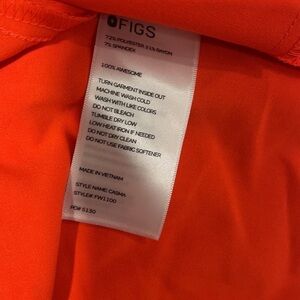 FIGS
72% POLYESTER 21% RAYON
7% SPANDEX
100% AWESOME
TURN GARMENT INSIDE OUT
MACHINE WASH COLD
WASH WITH LIKE COLORS
DO NOT BLEACH
TUMBLE DRY LOW
LOW HEAT IRON IF NEEDED
DO NOT DRY CLEAN
DO NOT USE FABRIC SOFTENER
MADE IN VIETNAM
STYLE NAME: CASMA
STYLE#: FW1100
PO# 5130